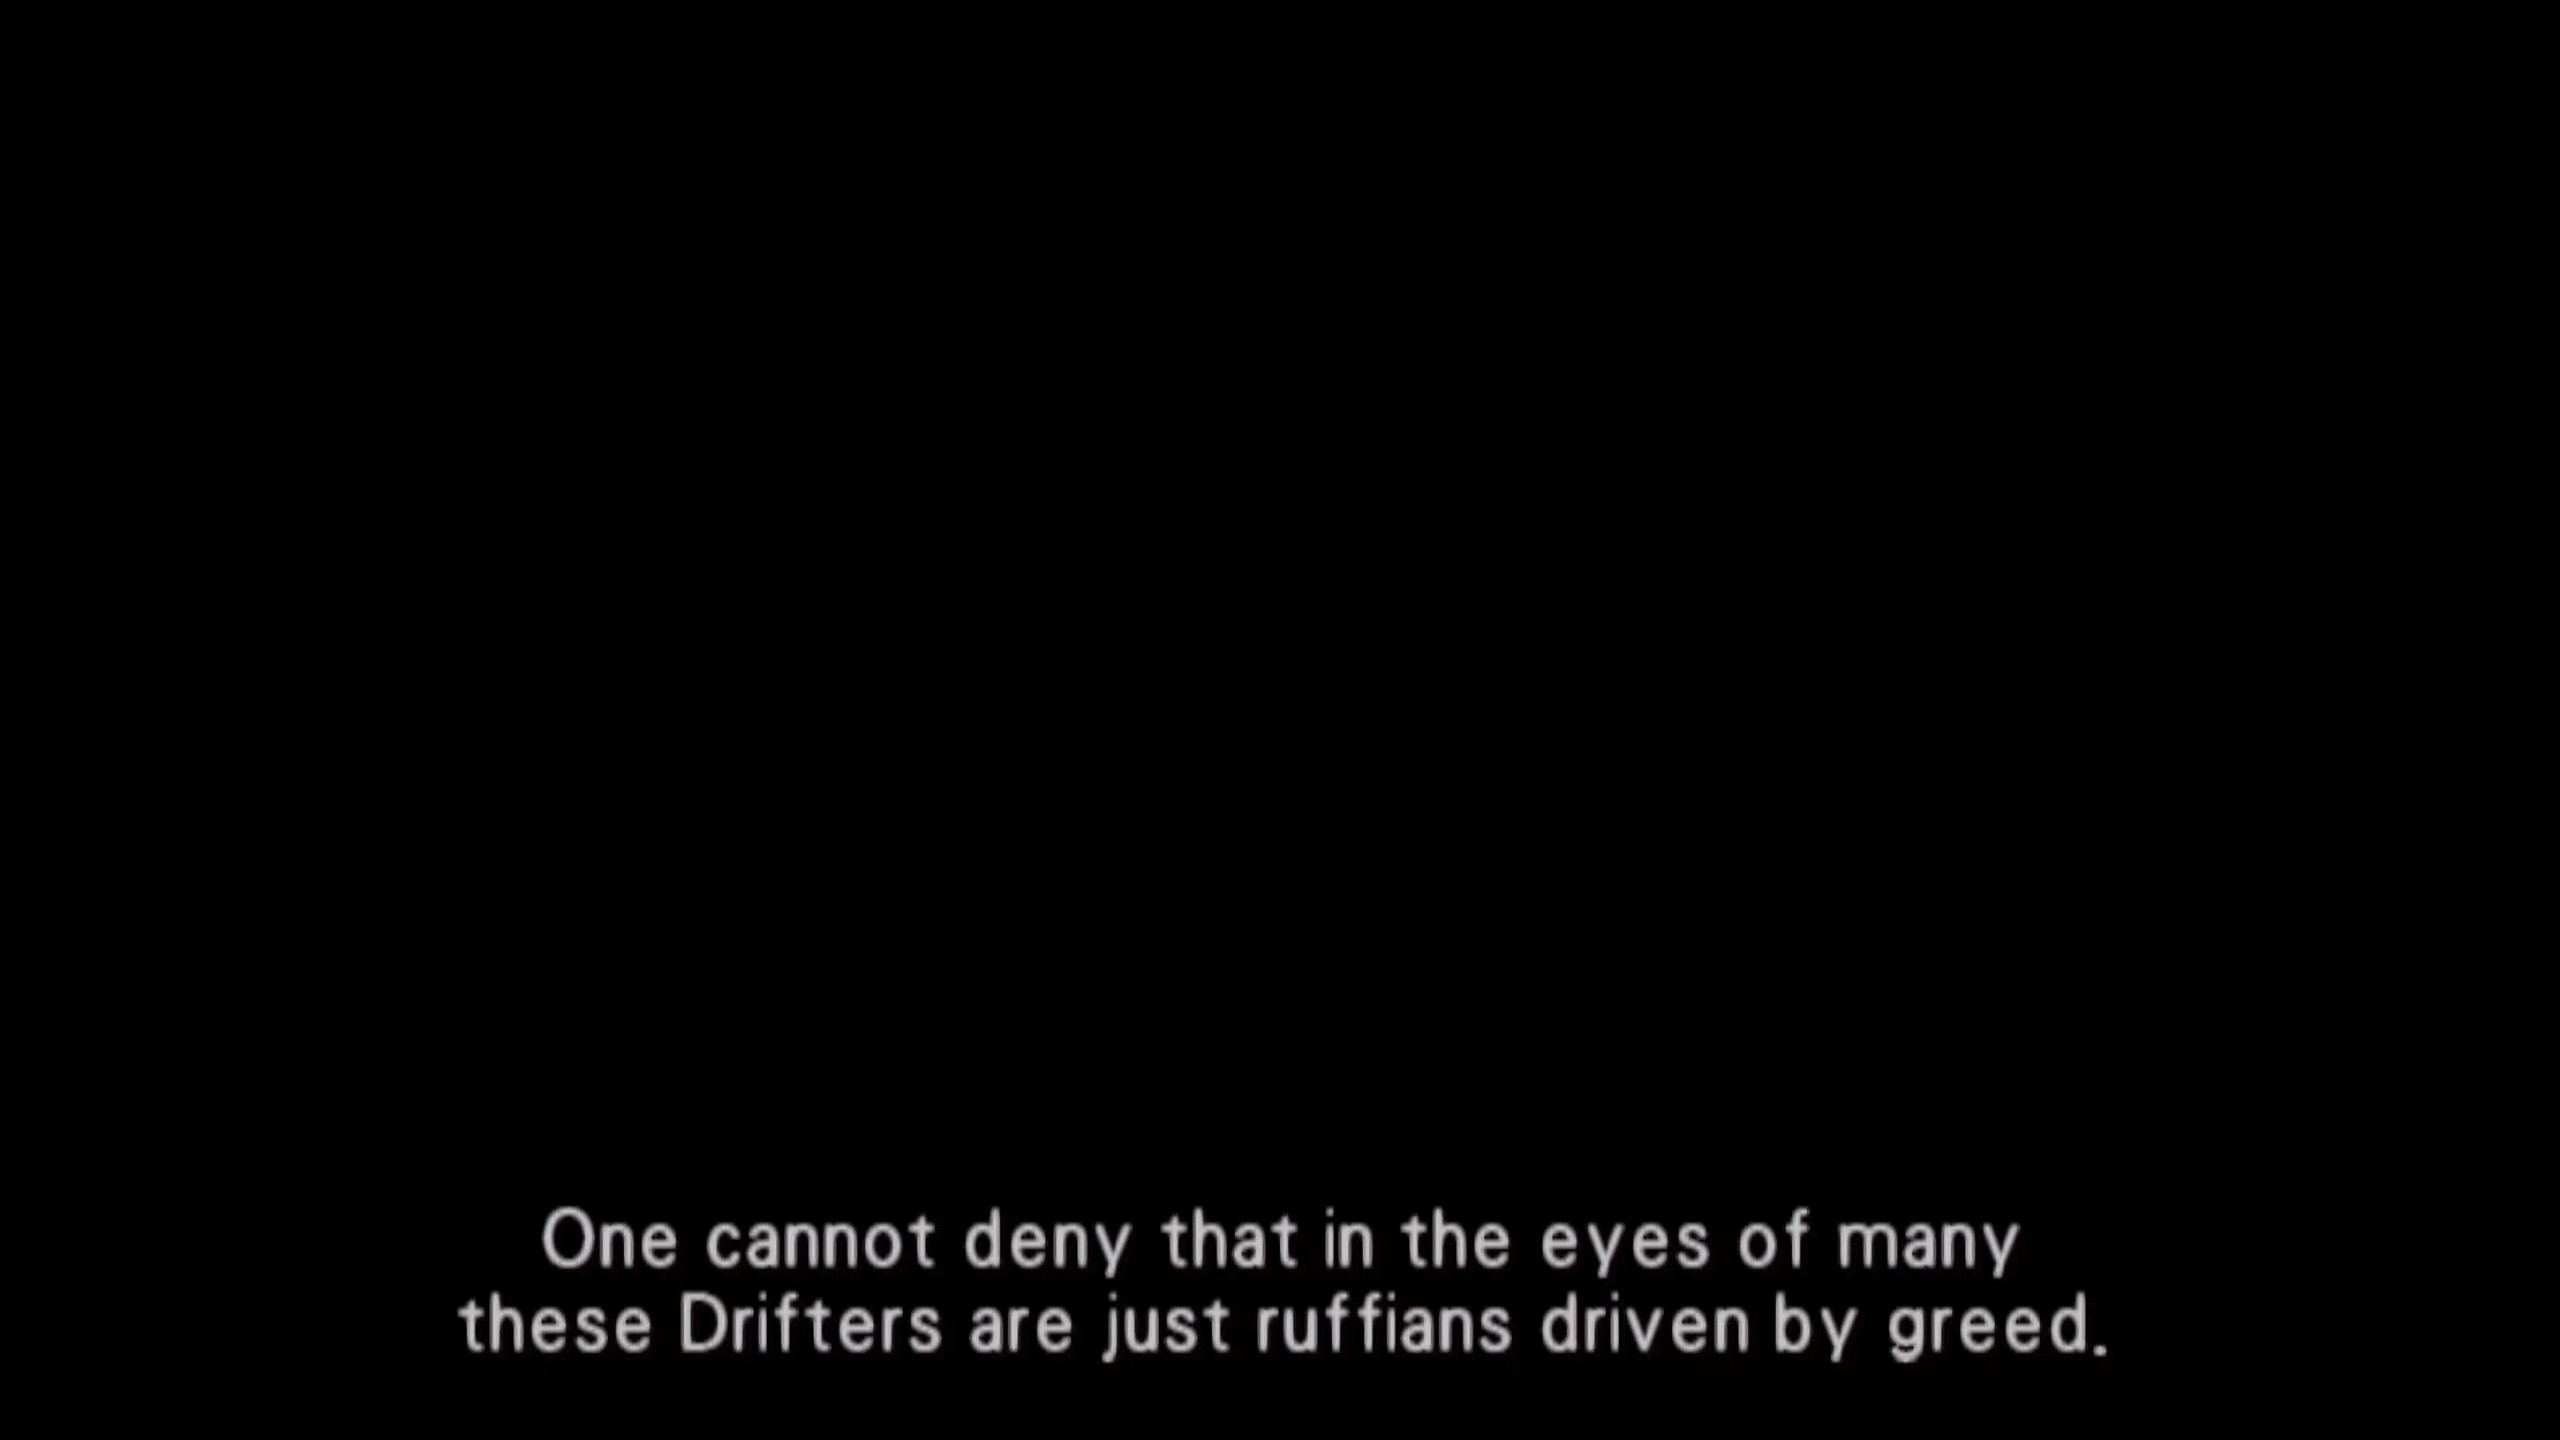 One cannot deny that in the eyes of many
these Drifters are just ruffians driven by greed.